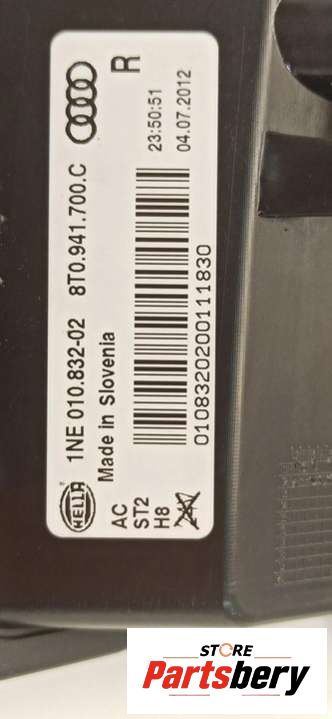 HELLA 1NE 010.832-02 8T0.941.700.C
Made in Slovenia
AC
ST2
H8
0108320200111830
R
23:50:51
04.07.2012
STORE
Partsbery